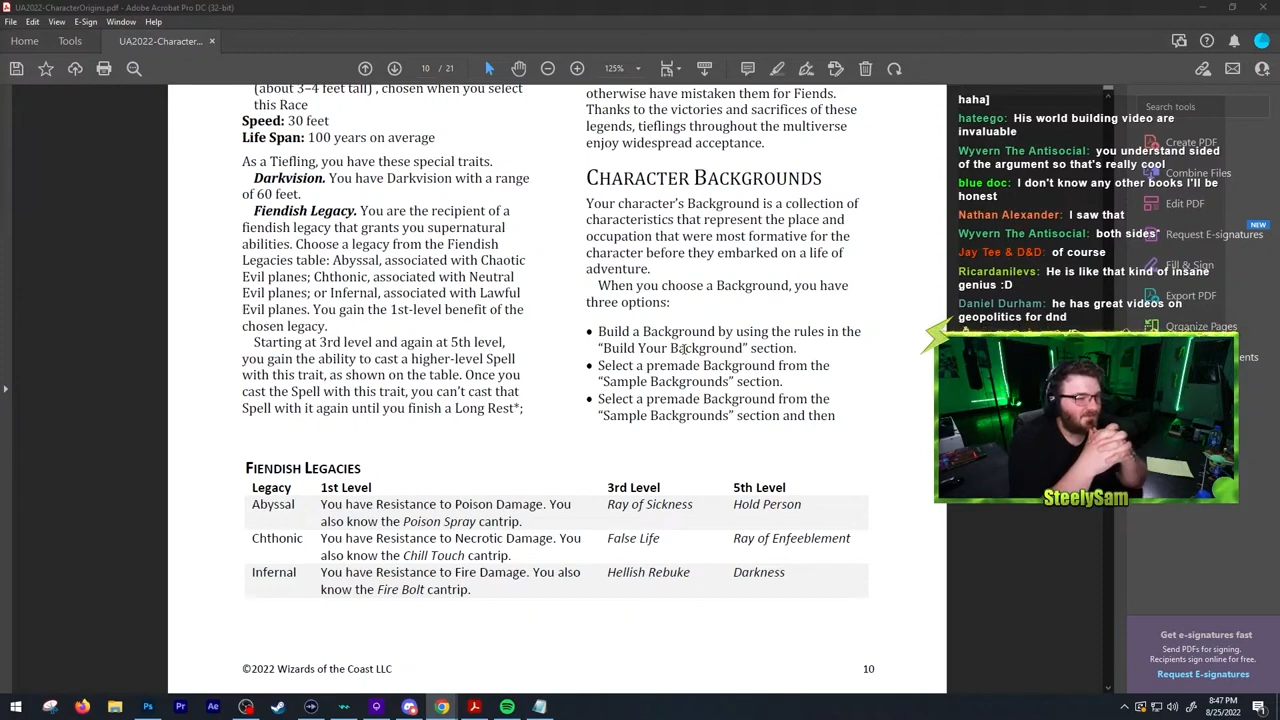 UA2022-CharacterOrigins.pdf - Adobe Acrobat Pro DC (32-bit)
File Edit View E-Sign Window Help
Home Tools UA2022-Character... ×
10 / 21 125%
(about 3–4 feet tall) , chosen when you select
this Race
Speed: 30 feet
Life Span: 100 years on average
As a Tiefling, you have these special traits.
Darkvision. You have Darkvision with a range
of 60 feet.
Fiendish Legacy. You are the recipient of a
fiendish legacy that grants you supernatural
abilities. Choose a legacy from the Fiendish
Legacies table: Abyssal, associated with Chaotic
Evil planes; Chthonic, associated with Neutral
Evil planes; or Infernal, associated with Lawful
Evil planes. You gain the 1st-level benefit of the
chosen legacy.
Starting at 3rd level and again at 5th level,
you gain the ability to cast a higher-level Spell
with this trait, as shown on the table. Once you
cast the Spell with this trait, you can’t cast that
Spell with it again until you finish a Long Rest*;
otherwise have mistaken them for Fiends.
Thanks to the victories and sacrifices of these
legends, tieflings throughout the multiverse
enjoy widespread acceptance.
CHARACTER BACKGROUNDS
Your character’s Background is a collection of
characteristics that represent the place and
occupation that were most formative for the
character before they embarked on a life of
adventure.
When you choose a Background, you have
three options:
• Build a Background by using the rules in the
“Build Your Background” section.
• Select a premade Background from the
“Sample Backgrounds” section.
• Select a premade Background from the
“Sample Backgrounds” section and then
FIENDISH LEGACIES
Legacy 1st Level 3rd Level 5th Level
Abyssal You have Resistance to Poison Damage. You Ray of Sickness Hold Person
also know the Poison Spray cantrip.
Chthonic You have Resistance to Necrotic Damage. You False Life Ray of Enfeeblement
also know the Chill Touch cantrip.
Infernal You have Resistance to Fire Damage. You also Hellish Rebuke Darkness
know the Fire Bolt cantrip.
©2022 Wizards of the Coast LLC 10
haha]
hateego: His world building video are
invaluable
Wyvern The Antisocial: you understand sided
of the argument so that's really cool
blue doc: I don't know any other books I'll be
honest
Nathan Alexander: I saw that
Wyvern The Antisocial: both sides
Jay Tee & D&D: of course
Ricardanilevs: He is like that kind of insane
genius :D
Daniel Durham: he has great videos on
geopolitics for dnd
Search tools
Create PDF
Combine Files
Edit PDF
NEW
Request E-signatures
Fill & Sign
Export PDF
Organize Pages
SteelySam
Get e-signatures fast
Send PDFs for signing.
Recipients sign online for free.
Request E-signatures
8:47 PM
8/25/2022